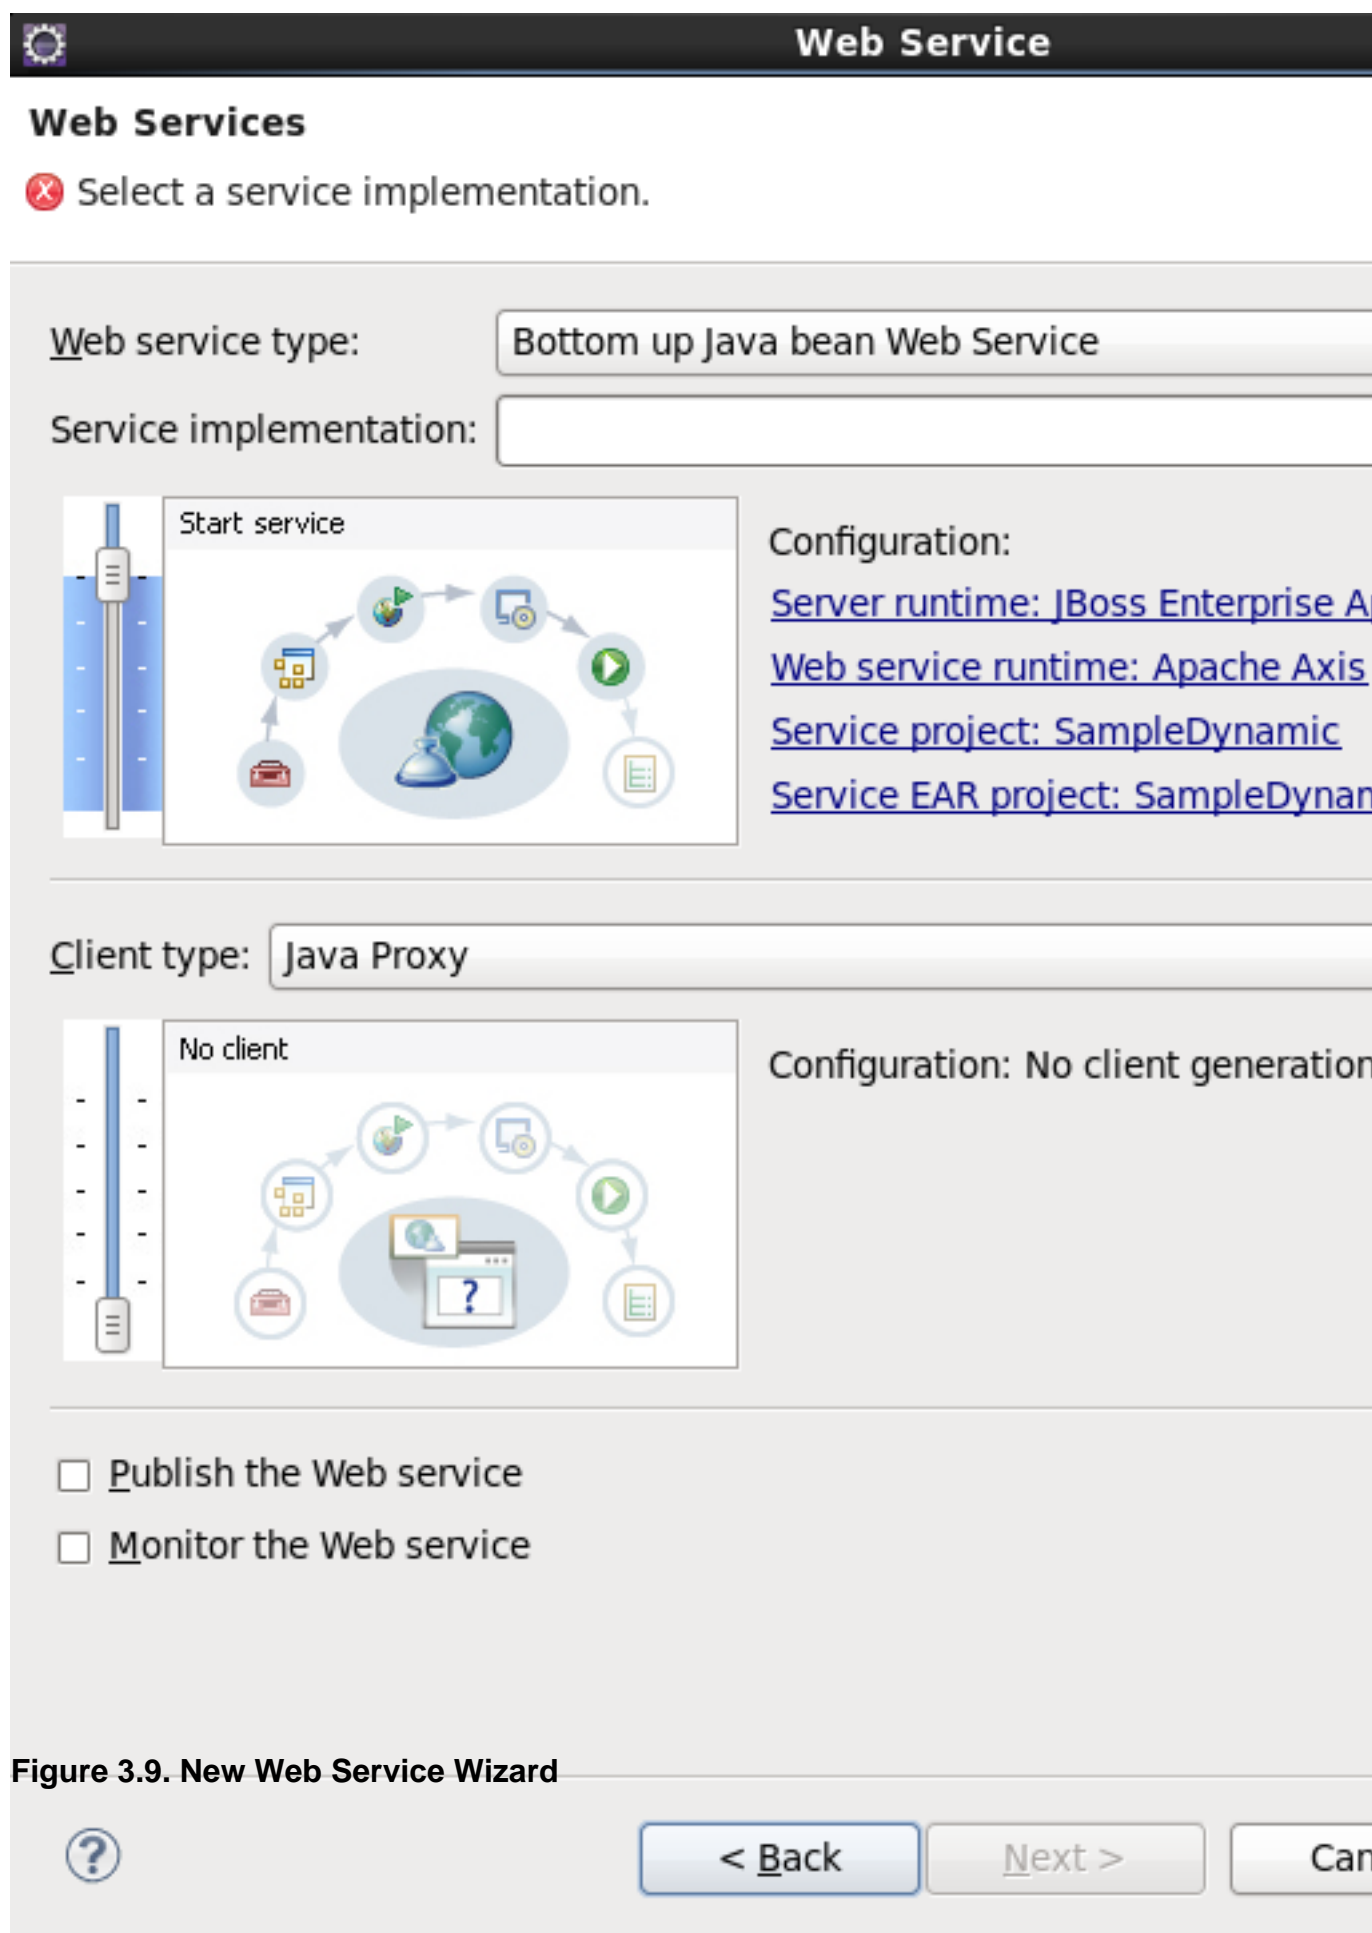 Web Service
Web Services
Select a service implementation.
Web service type: Bottom up Java bean Web Service
Service implementation:
Start service
Configuration:
Server runtime: JBoss Enterprise
Web service runtime: Apache Axis
Service project: SampleDynamic
Service EAR project:
Client type: Java Proxy
No client
Configuration: No client generation
?
Publish the Web service
Monitor the Web service
Figure 3.9. New Web Service Wizard
? < Back Next >